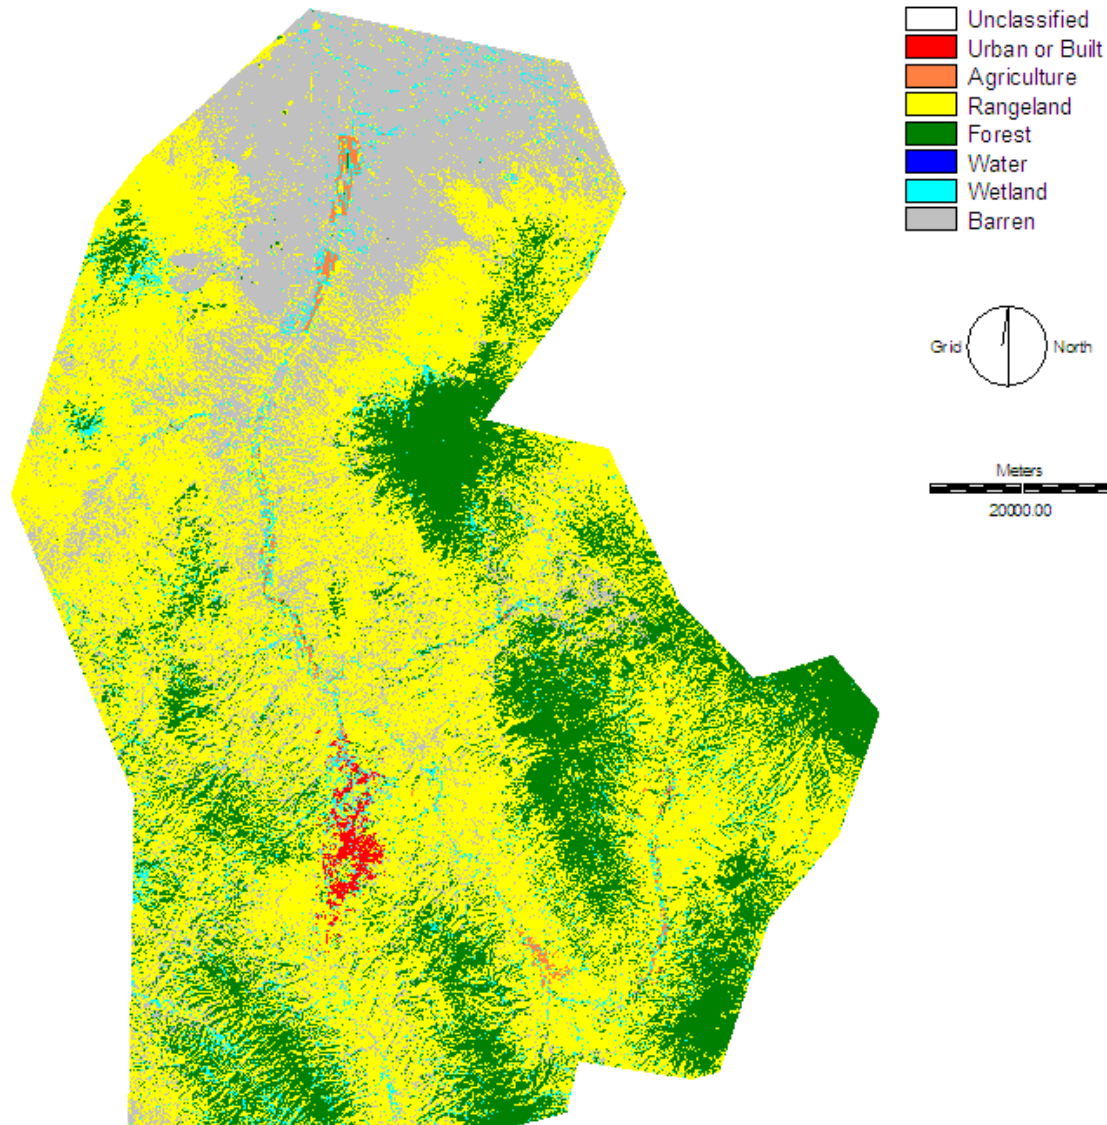 Unclassified
Urban or Built
Agriculture
Rangeland
Forest
Water
Wetland
Barren
Grid North
Meters
20000.00